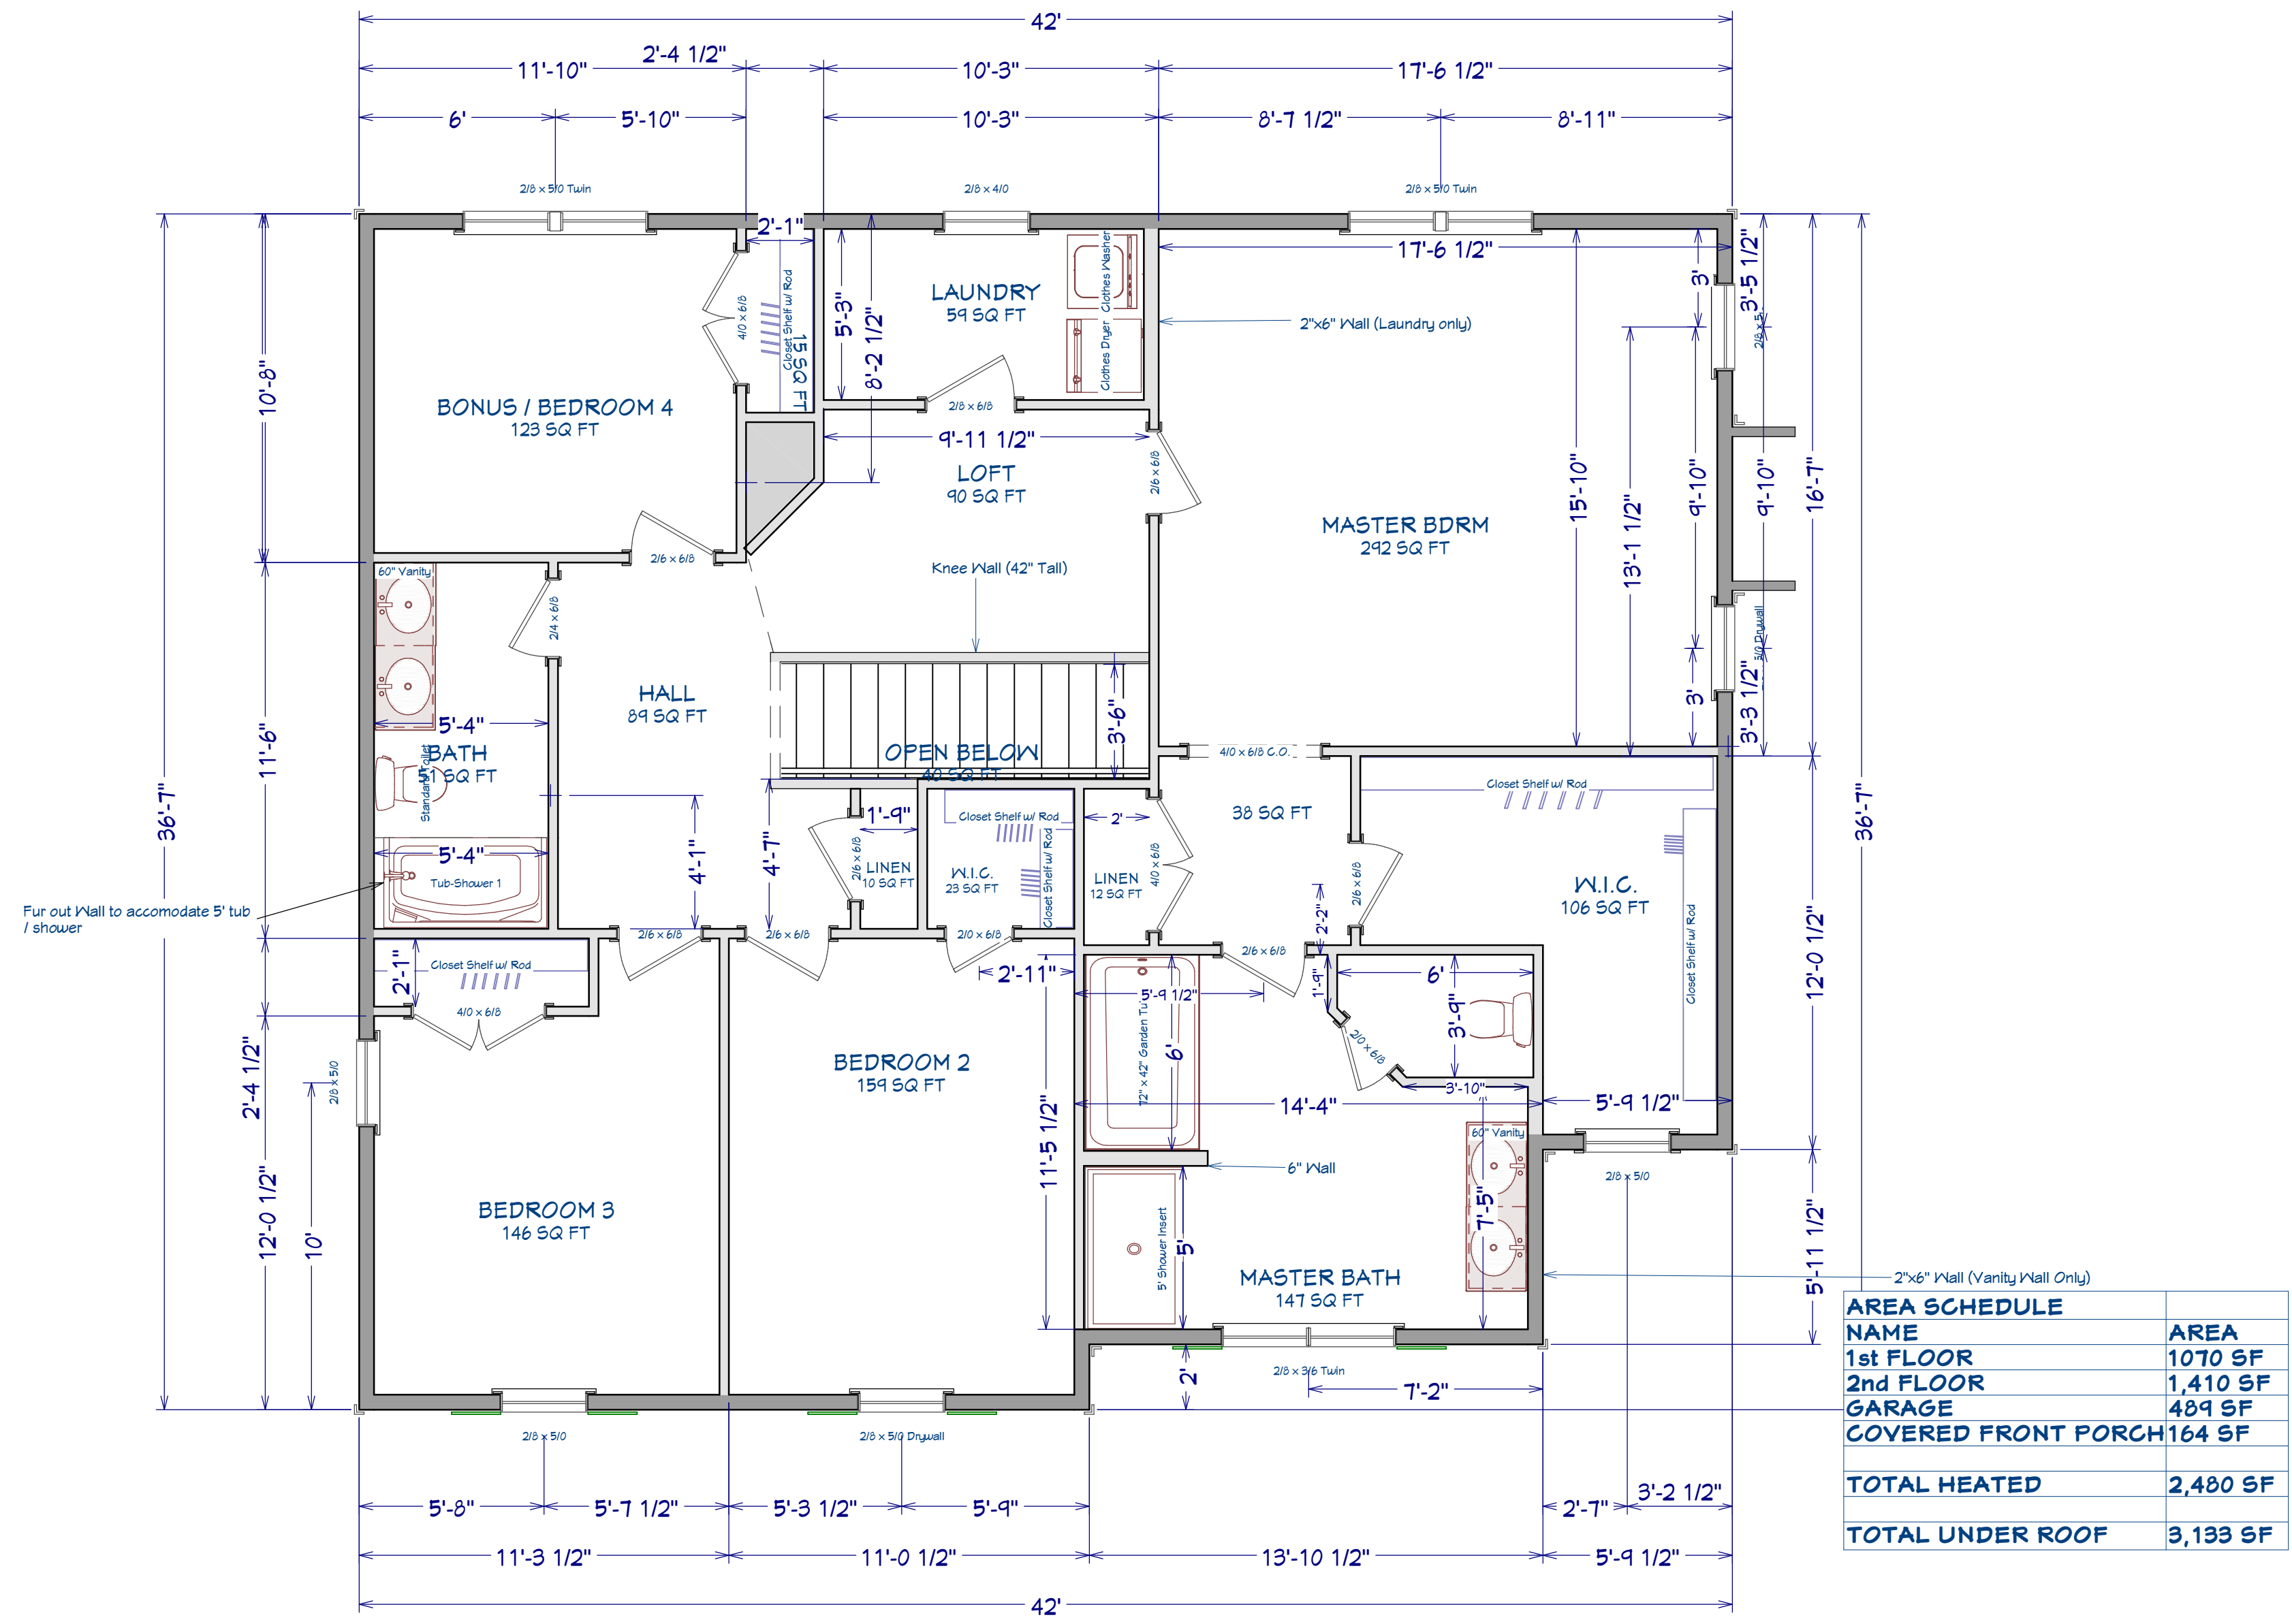 42'
11'-10"
2'-4 1/2"
10'-3"
17'-6 1/2"
6'
5'-10"
10'-3"
8'-7 1/2"
8'-11"
2/8 x 5/0 Twin
2/8 x 4/0
2/8 x 5/0 Twin
2'-1"
17'-6 1/2"
3'
3'-5 1/2"
Clothes Washer
Clothes Dryer
LAUNDRY
59 SQ FT
5'-3"
8'-2 1/2"
4/0 x 6/8
Closet Shelf w/ Rod
15 SQ FT
2"x6" Wall (Laundry only)
10'-8"
BONUS / BEDROOM 4
123 SQ FT
2/8 x 6/8
9'-11 1/2"
LOFT
90 SQ FT
2/6 x 6/8
MASTER BDRM
292 SQ FT
15'-10"
13'-1 1/2"
9'-10"
9'-10"
16'-7"
2/6 x 6/8
Knee Wall (42" Tall)
60" Vanity
2/4 x 6/8
HALL
89 SQ FT
3'-6"
3'
3'-3 1/2"
Drywall
11'-6"
5'-4"
BATH
51 SQ FT
Standard Toilet
OPEN BELOW
40 SQ FT
4/0 x 6/8 C.O.
36'-7"
36'-7"
Closet Shelf w/ Rod
1'-9"
Closet Shelf w/ Rod
2'
38 SQ FT
5'-4"
4'-1"
4'-7"
2/6 x 6/8
LINEN
10 SQ FT
W.I.C.
23 SQ FT
Closet Shelf w/ Rod
LINEN
12 SQ FT
4/0 x 6/8
2/6 x 6/8
W.I.C.
106 SQ FT
Tub-Shower 1
Fur out Wall to accomodate 5' tub
/ shower
2'-2"
Closet Shelf w/ Rod
12'-0 1/2"
2/6 x 6/8
2/6 x 6/8
2/0 x 6/8
2/6 x 6/8
2'-1"
Closet Shelf w/ Rod
2'-11"
5'-9 1/2"
1'-9"
6'
4/0 x 6/8
72" x 42" Garden
6'
3'-9"
2/0 x 6/8
2'-4 1/2"
2/8 x 5/0
BEDROOM 2
159 SQ FT
3'-10"
14'-4"
5'-9 1/2"
11'-5 1/2"
60" Vanity
6" Wall
2/8 x 5/0
12'-0 1/2"
10'
BEDROOM 3
146 SQ FT
5' Shower Insert
5'
7'-5"
5'-11 1/2"
MASTER BATH
147 SQ FT
2"x6" Wall (Vanity Wall Only)
2'
2/8 x 3/6 Twin
7'-2"
2/8 x 5/0
2/8 x 5/0 Drywall
AREA SCHEDULE
NAME AREA
1st FLOOR 1070 SF
2nd FLOOR 1,410 SF
GARAGE 489 SF
COVERED FRONT PORCH 164 SF
TOTAL HEATED 2,480 SF
TOTAL UNDER ROOF 3,133 SF
5'-8"
5'-7 1/2"
5'-3 1/2"
5'-9"
2'-7"
3'-2 1/2"
11'-3 1/2"
11'-0 1/2"
13'-10 1/2"
5'-9 1/2"
42'